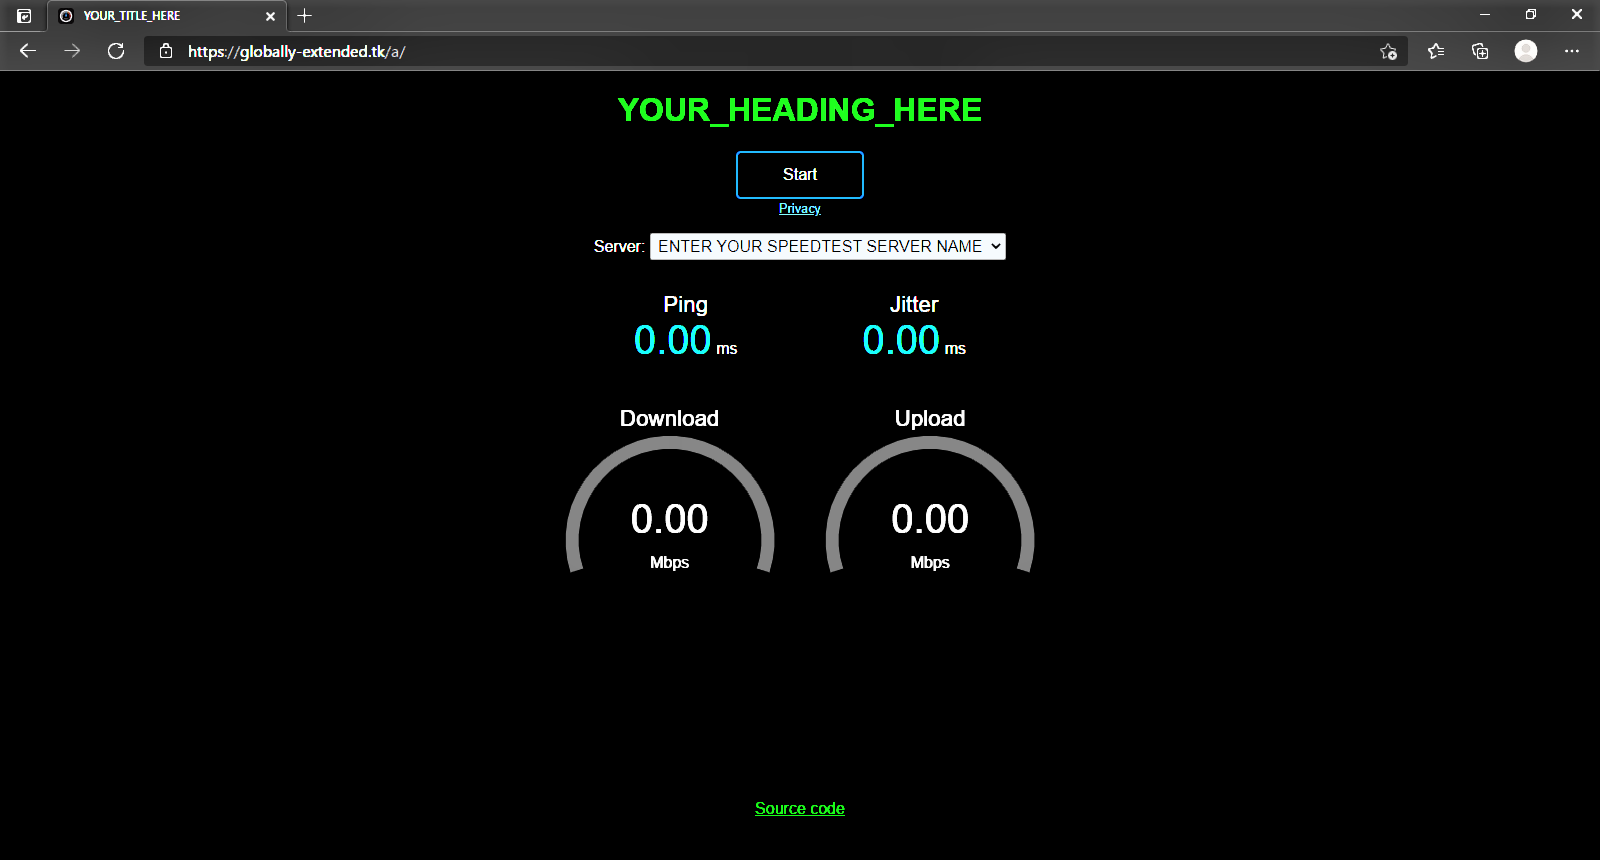 YOUR_TITLE_HERE
https://globally-extended.tk/a/
YOUR_HEADING_HERE
Start
Privacy
Server: ENTER YOUR SPEEDTEST SERVER NAME
Ping Jitter
0.00 ms 0.00 ms
Download Upload
0.00 0.00
Mbps Mbps
Source code